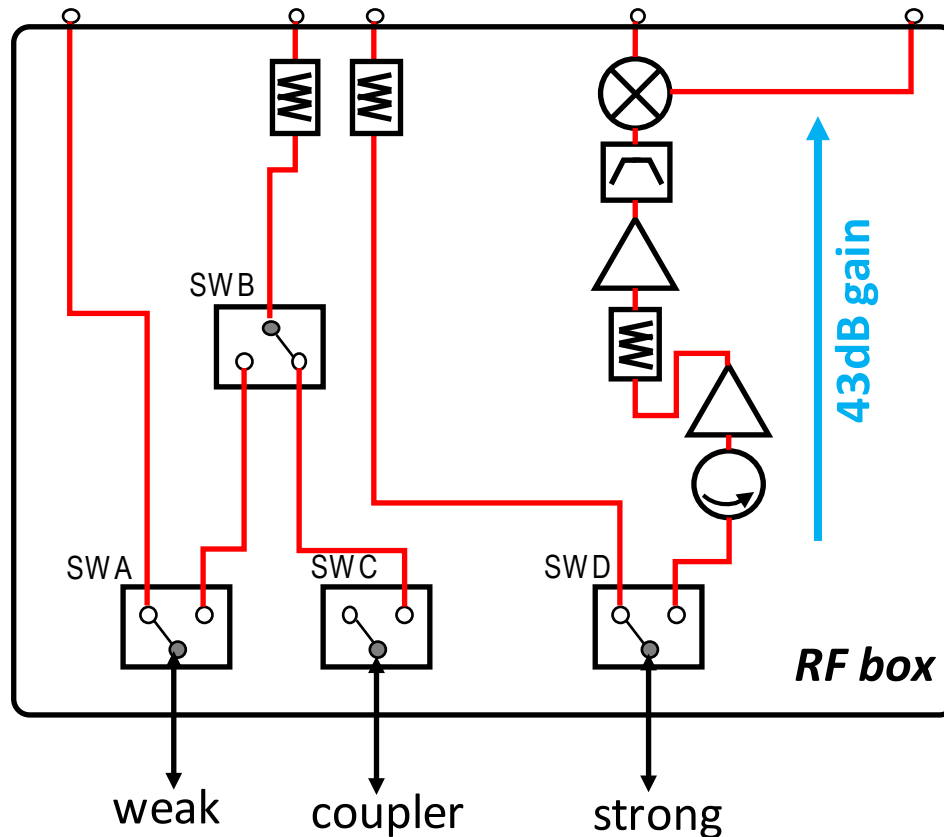 SWB
43dB gain
SWA
SWC
SWD
RF box
weak
coupler
strong